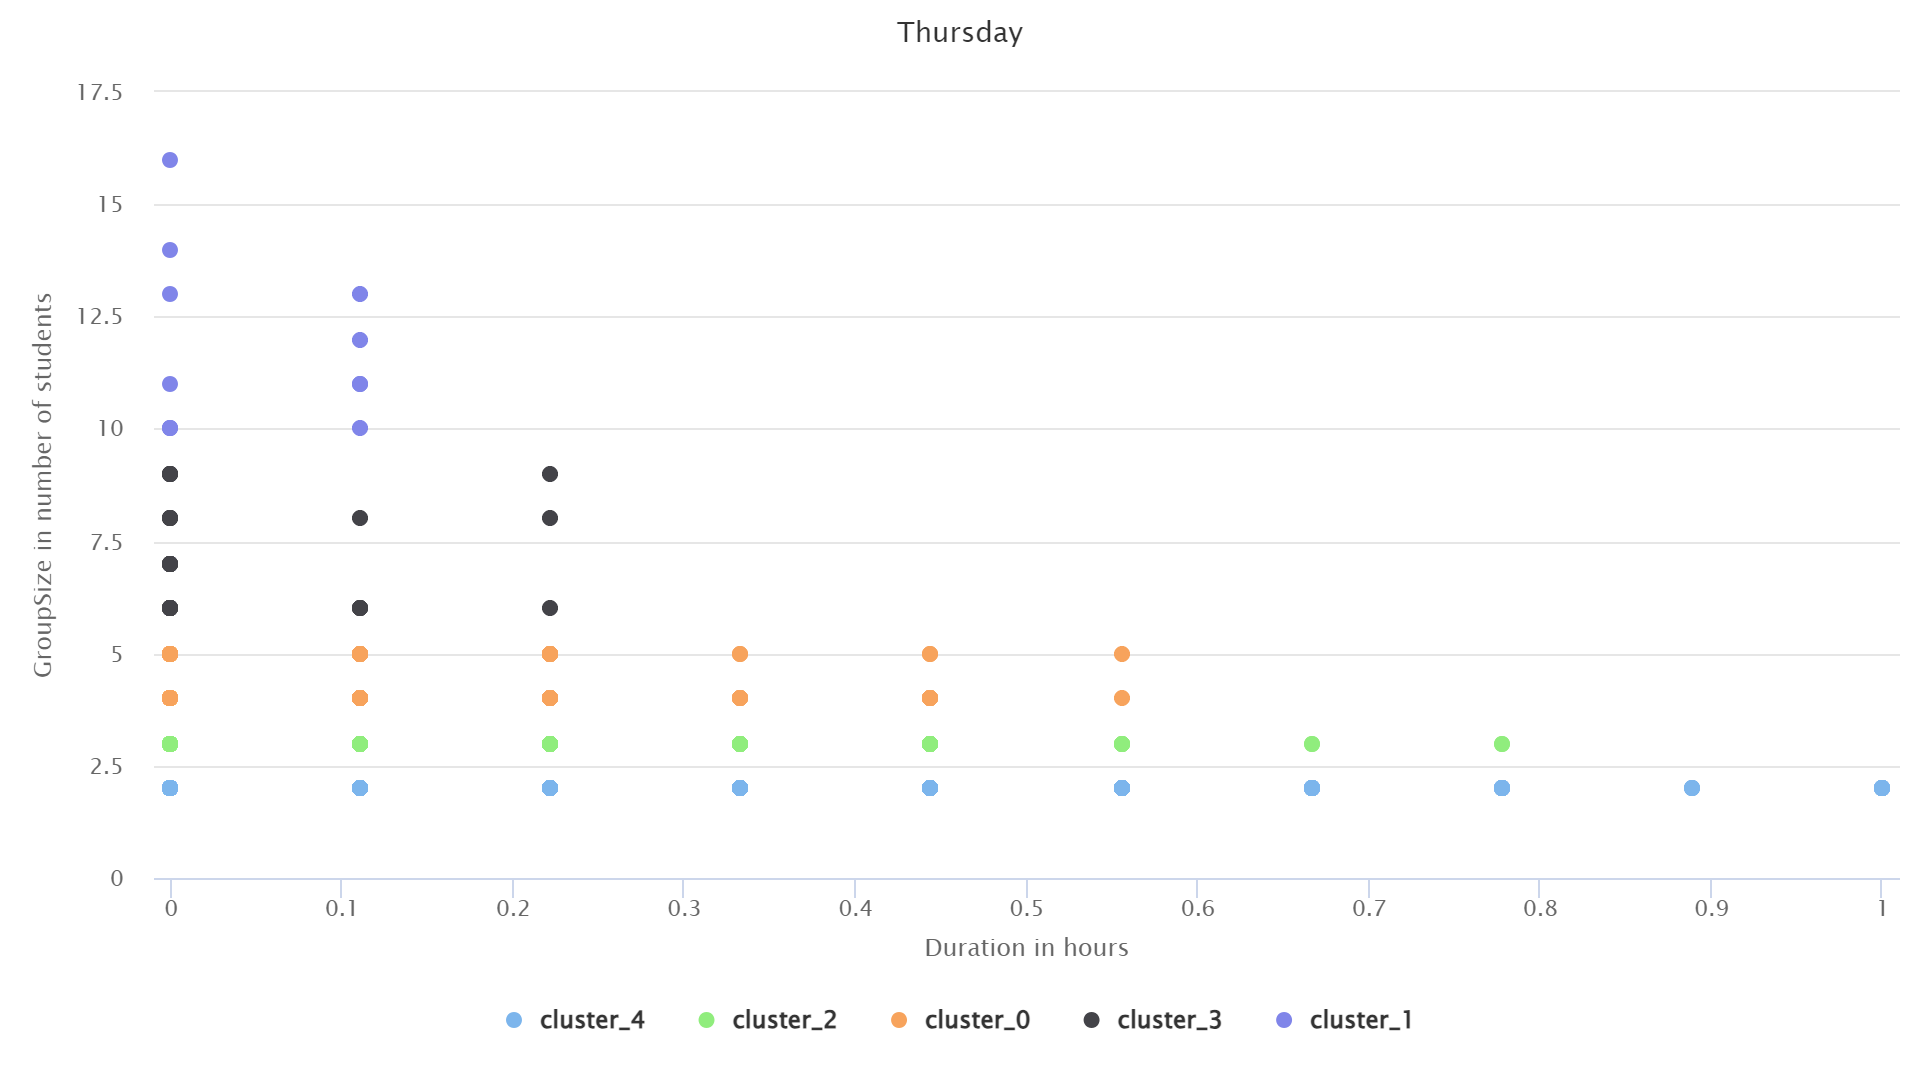 Thursday
17.5
15
12.5
10
7.5
5
2.5
0
GroupSize in number of students
0 0.1 0.2 0.3 0.4 0.5 0.6 0.7 0.8 0.9 1
Duration in hours
cluster_4 cluster_2 cluster_0 cluster_3 cluster_1